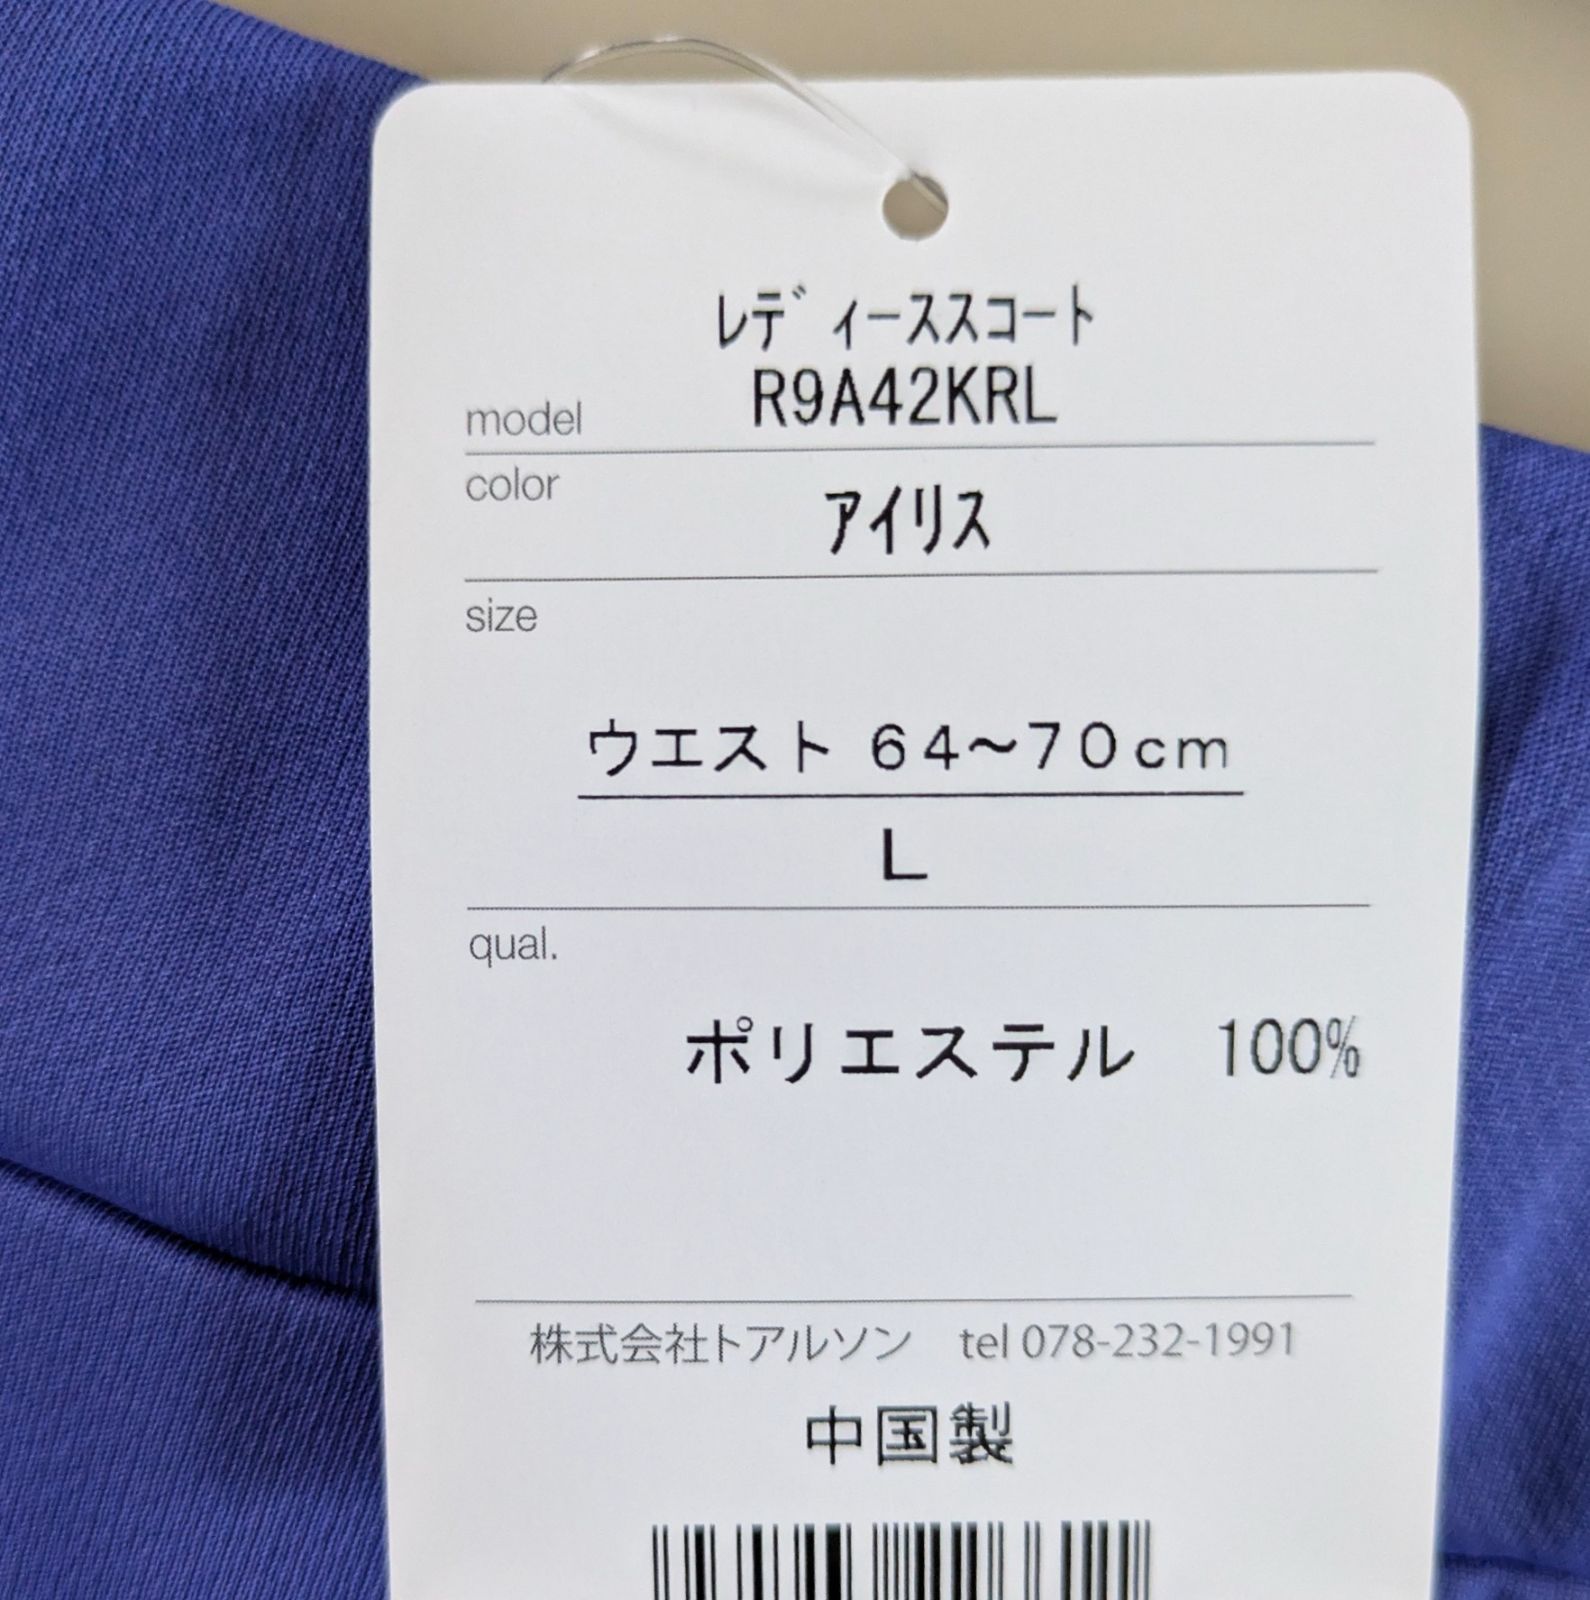 ﾚﾃﾞｨｰｽｽｺｰﾄ
model R9A42KRL
color ｱｲﾘｽ
size
ウエスト ６４～７０ｃｍ
Ｌ
qual.
ポリエステル 100%
株式会社トアルソン tel 078-232-1991
中国製